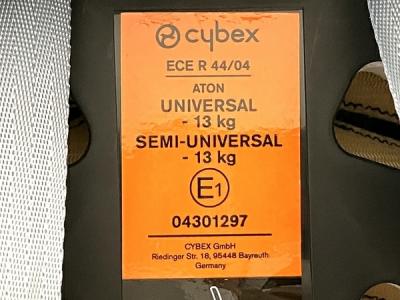 cybex
ECE R 44/04
ATON
UNIVERSAL
- 13 kg
SEMI-UNIVERSAL
- 13 kg
E1
04301297
CYBEX GmbH
Riedinger Str. 18, 95448 Bayreuth
Germany